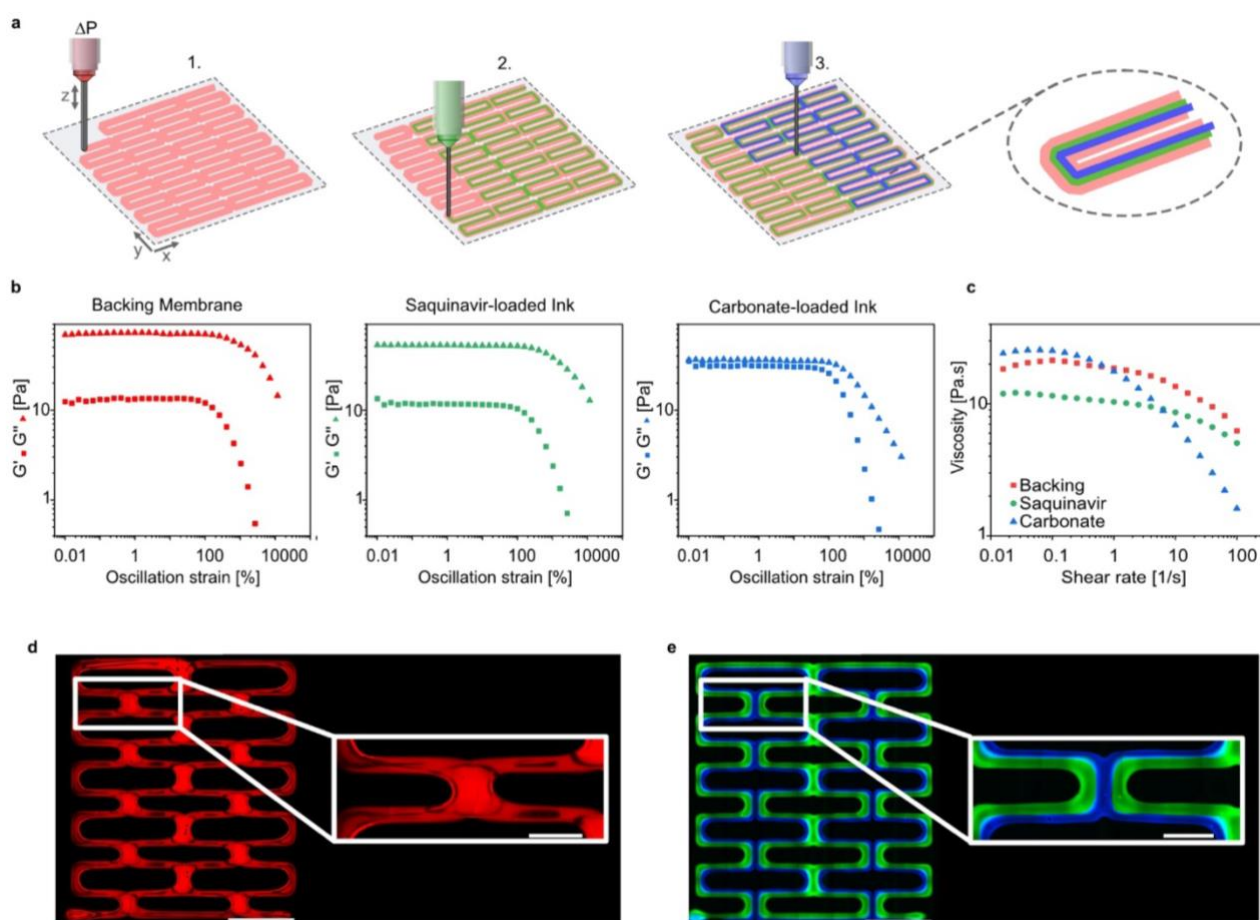 a
ΔP
1.
2.
3.
z
y
x
b
c
Backing Membrane
Saquinavir-loaded Ink
Carbonate-loaded Ink
G' G'' [Pa]
10
1
0.01 1 100 10000
Oscillation strain [%]
G' G'' [Pa]
10
1
0.01 1 100 10000
Oscillation strain [%]
G' G'' [Pa]
10
1
0.01 1 100 10000
Oscillation strain [%]
Viscosity [Pa.s]
10
1
Backing
Saquinavir
Carbonate
0.01 0.1 1 10 100
Shear rate [1/s]
d
e